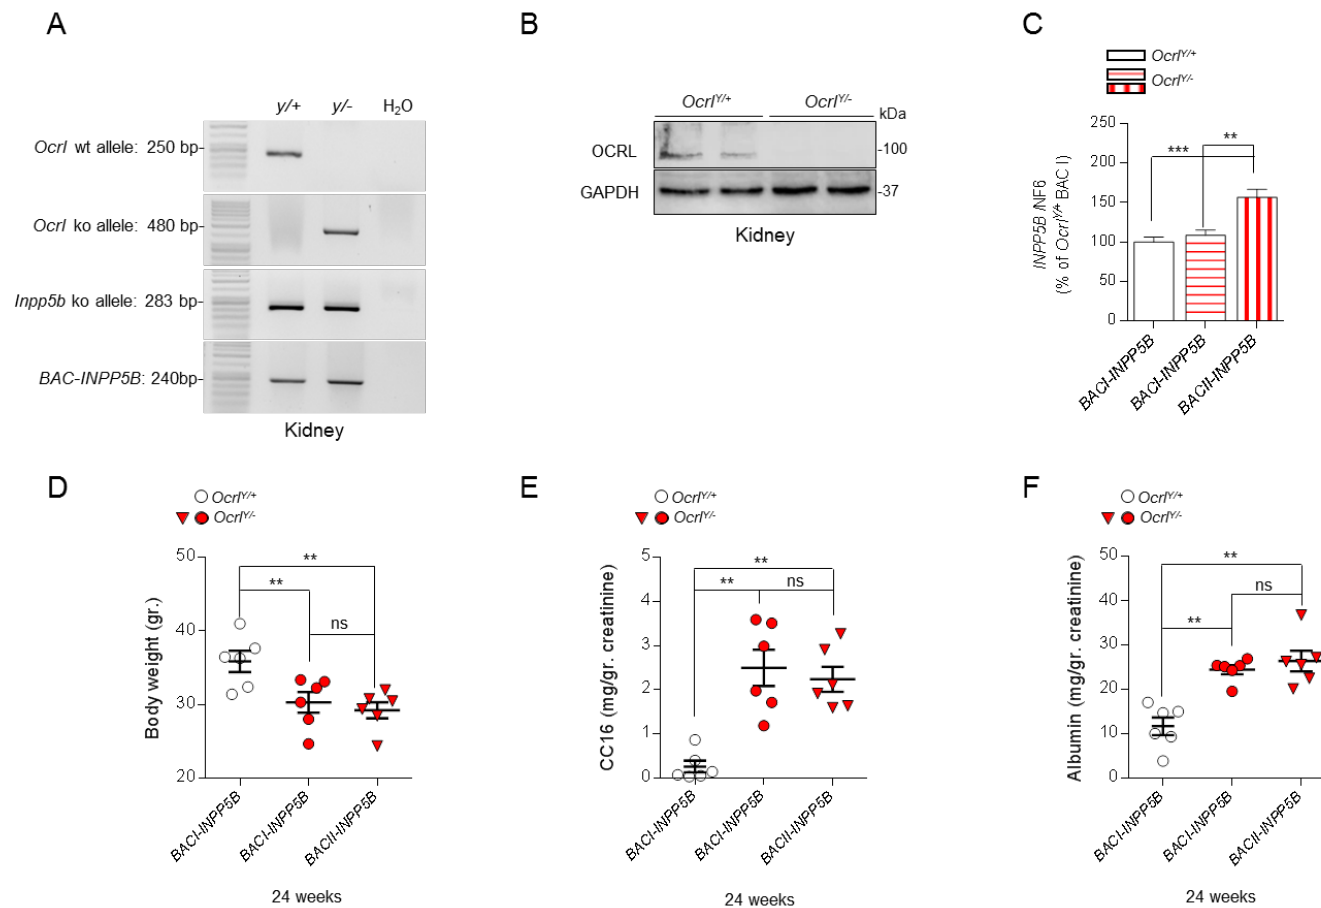 A
y/+ y/- H2O
Ocrl wt allele: 250 bp-
Ocrl ko allele: 480 bp-
Inpp5b ko allele: 283 bp-
BAC-INPP5B: 240bp-
Kidney
B
OcrlY/+ OcrlY/- kDa
OCRL -100
GAPDH -37
Kidney
C
OcrlY/+
OcrlY/-
INPP5B /NF6
(% of OcrlY/+ BAC I)
250
200
150
100
50
0
*** **
BACI-INPP5B BACI-INPP5B BACII-INPP5B
D
OcrlY/+
OcrlY/-
Body weight (gr.)
50
40
30
20
**
**
ns
BACI-INPP5B BACI-INPP5B BACII-INPP5B
24 weeks
E
OcrlY/+
OcrlY/-
CC16 (mg/gr. creatinine)
5
4
3
2
1
0
**
** ns
BACI-INPP5B BACI-INPP5B BACII-INPP5B
24 weeks
F
OcrlY/+
OcrlY/-
Albumin (mg/gr. creatinine)
50
40
30
20
10
0
**
ns
**
BACI-INPP5B BACI-INPP5B BACII-INPP5B
24 weeks